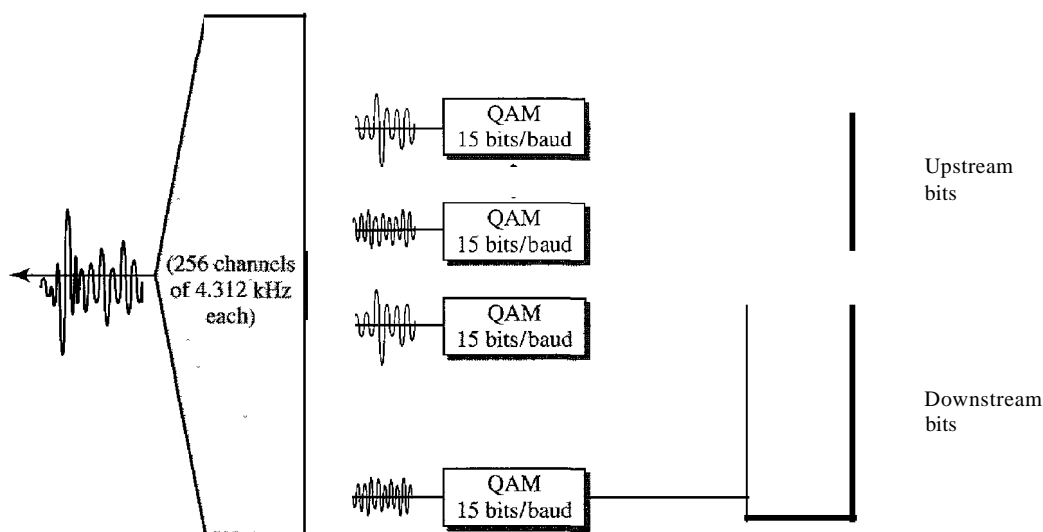 QAM
15 bits/baud
QAM
15 bits/baud
Upstream
bits
(256 channels
of 4.312 kHz
each)
QAM
15 bits/baud
Downstream
bits
QAM
15 bits/baud